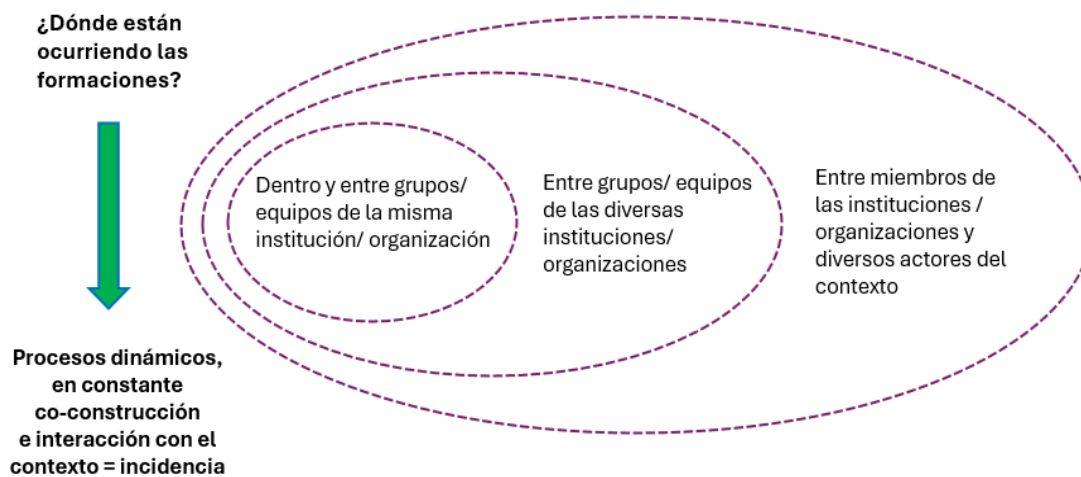 ¿Dónde están
ocurriendo las
formaciones?
Dentro y entre grupos/
equipos de la misma
institución/ organización
Entre grupos/ equipos
de las diversas
instituciones/
organizaciones
Entre miembros de
las instituciones /
organizaciones y
diversos actores del
contexto
Procesos dinámicos,
en constante
co-construcción
e interacción con el
contexto = incidencia